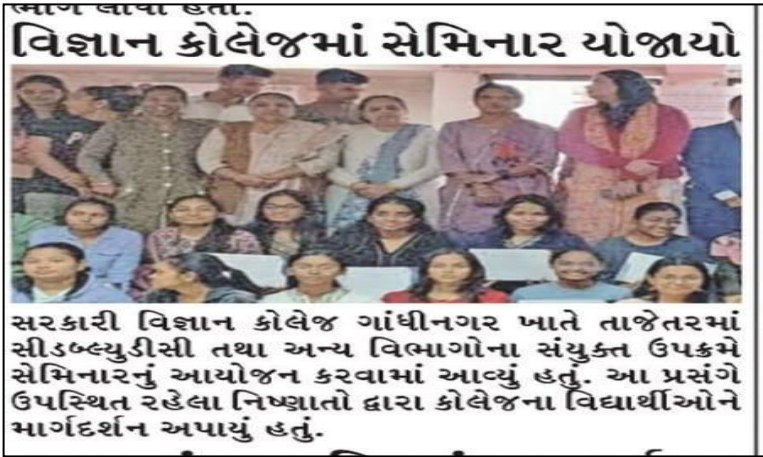 ભાગ લીધો હતો.
વિજ્ઞાન કોલેજમાં સેમિનાર યોજાયો
સરકારી વિજ્ઞાન કોલેજ ગાંધીનગર ખાતે તાજેતરમાં
સીડબ્લ્યુડીસી તથા અન્ય વિભાગોના સંયુક્ત ઉપક્રમે
સેમિનારનું આયોજન કરવામાં આવ્યું હતું. આ પ્રસંગે
ઉપસ્થિત રહેલા નિષ્ણાતો દ્વારા કોલેજના વિદ્યાર્થીઓને
માર્ગદર્શન અપાયું હતું.